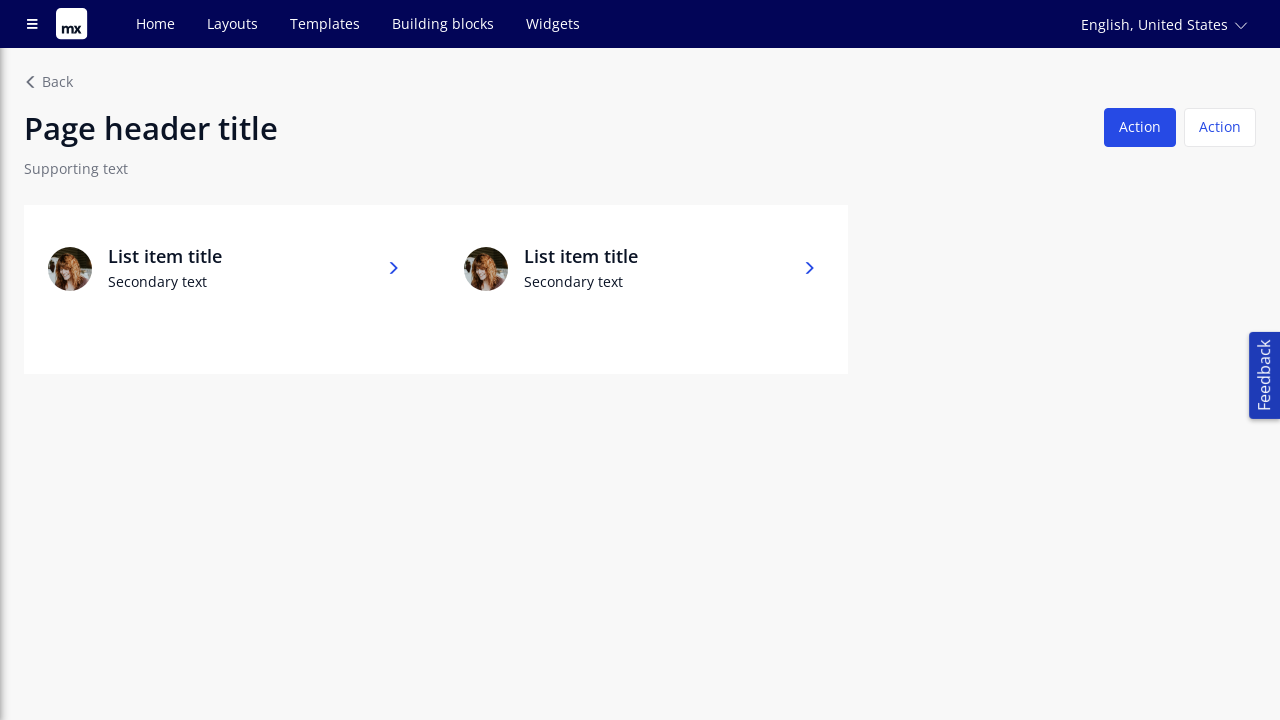 mx
Home
Layouts
Templates
Building blocks
Widgets
English, United States
Back
Page header title
Action
Action
Supporting text
List item title
Secondary text
List item title
Secondary text
Feedback